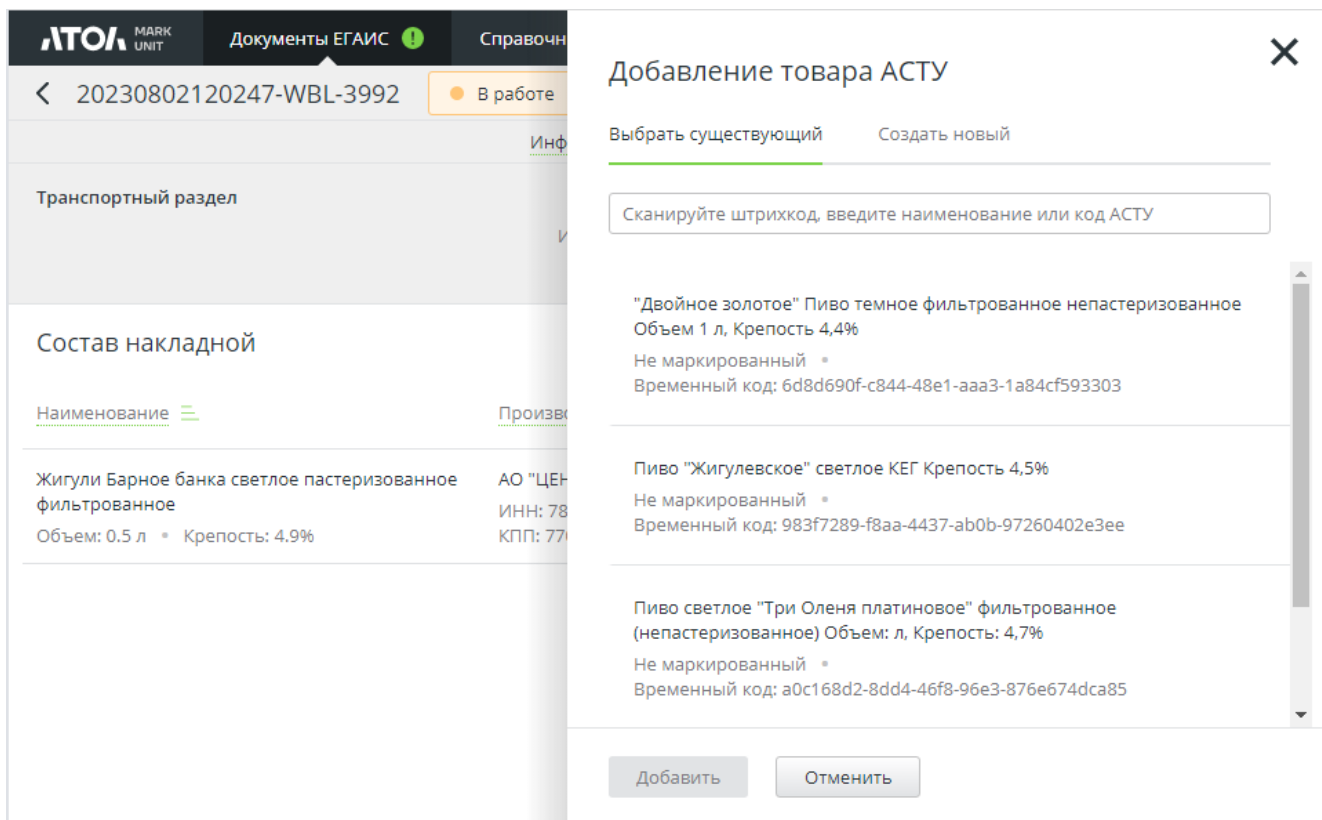 АТОЛ MARK UNIT
Документы ЕГАИС !
Справочн
20230802120247-WBL-3992
В работе
Инф
Транспортный раздел
И
Состав накладной
Наименование
Произво
Жигули Барное банка светлое пастеризованное
фильтрованное
Объем: 0.5 л • Крепость: 4.9%
АО "ЦЕН
ИНН: 78
КПП: 770
Добавление товара АСТУ
Выбрать существующий
Создать новый
Сканируйте штрихкод, введите наименование или код АСТУ
"Двойное золотое" Пиво темное фильтрованное непастеризованное
Объем 1 л, Крепость 4,4%
Не маркированный •
Временный код: 6d8d690f-c844-48e1-aaa3-1a84cf593303
Пиво "Жигулевское" светлое КЕГ Крепость 4,5%
Не маркированный •
Временный код: 983f7289-f8aa-4437-ab0b-97260402e3ee
Пиво светлое "Три Оленя платиновое" фильтрованное
(непастеризованное) Объем: л, Крепость: 4,7%
Не маркированный •
Временный код: a0c168d2-8dd4-46f8-96e3-876e674dca85
Добавить
Отменить